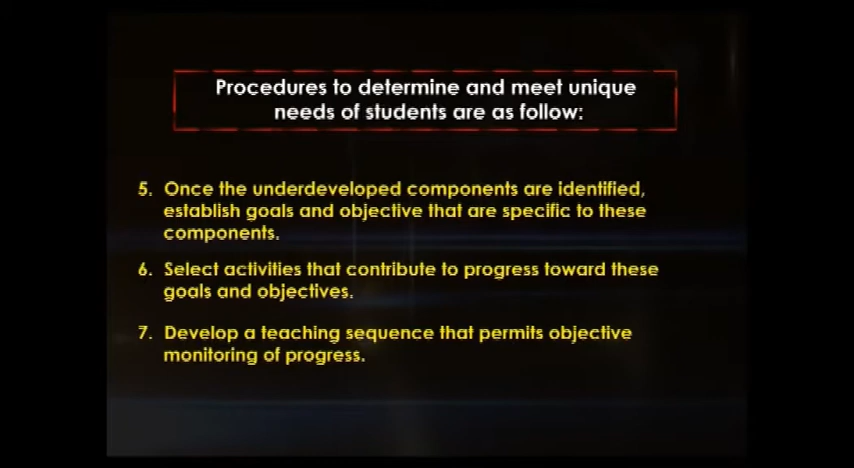 Procedures to determine and meet unique
needs of students are as follow:
5. Once the underdeveloped components are identified,
establish goals and objective that are specific to these
components.
6. Select activities that contribute to progress toward these
goals and objectives.
7. Develop a teaching sequence that permits objective
monitoring of progress.